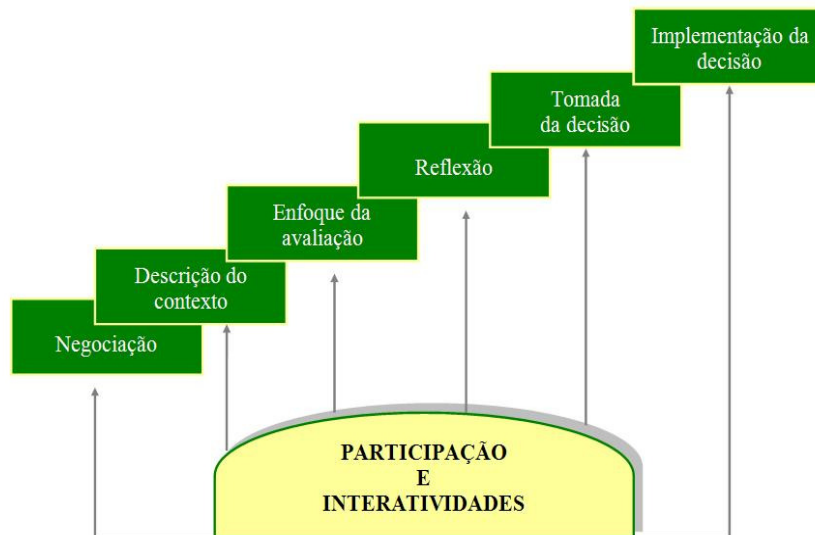 Implementação da
decisão
Tomada
da decisão
Reflexão
Enfoque da
avaliação
Descrição do
contexto
Negociação
PARTICIPAÇÃO
E
INTERATIVIDADES